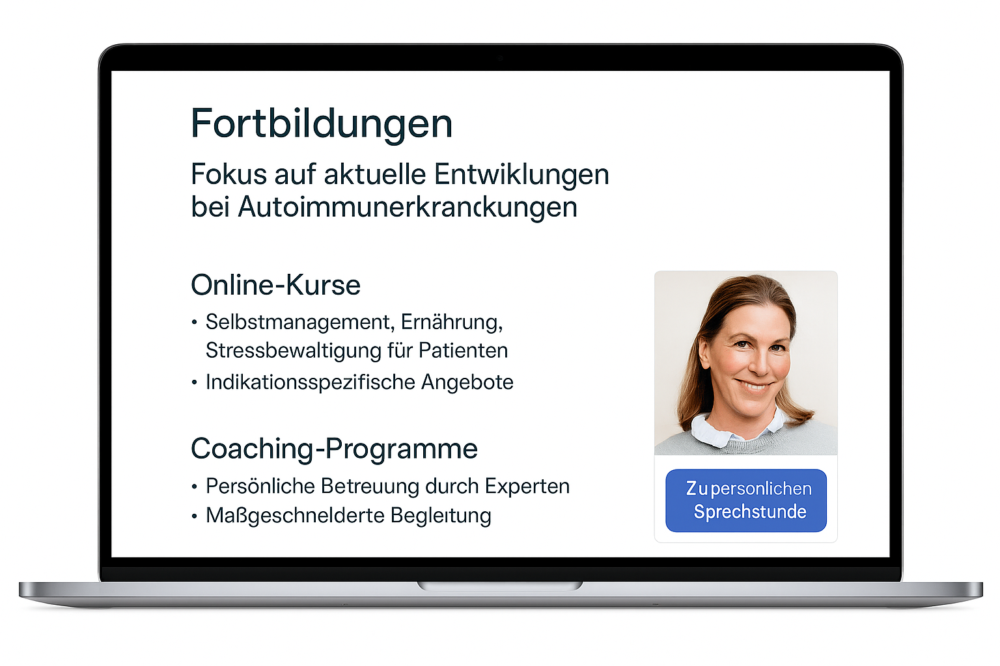 Fortbildungen
Fokus auf aktuelle Entwiklungen
bei Autoimmunerkranckungen
Online-Kurse
• Selbstmanagement, Ernährung,
Stressbewaltigung für Patienten
• Indikationsspezifische Angebote
Coaching-Programme
• Persönliche Betreuung durch Experten
• Maßgeschnelderte Begleıtung
Zu personlichen
Sprechstunde